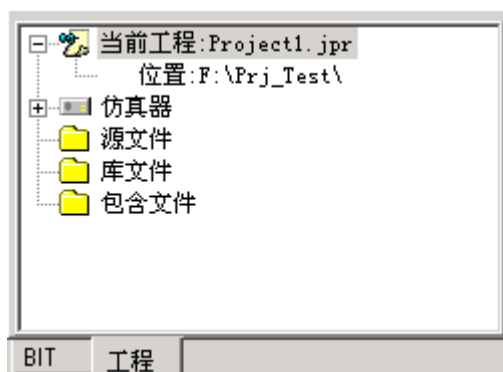 当前工程:Project1.jpr
位置:F:\Prj_Test\
仿真器
源文件
库文件
包含文件
BIT 工程